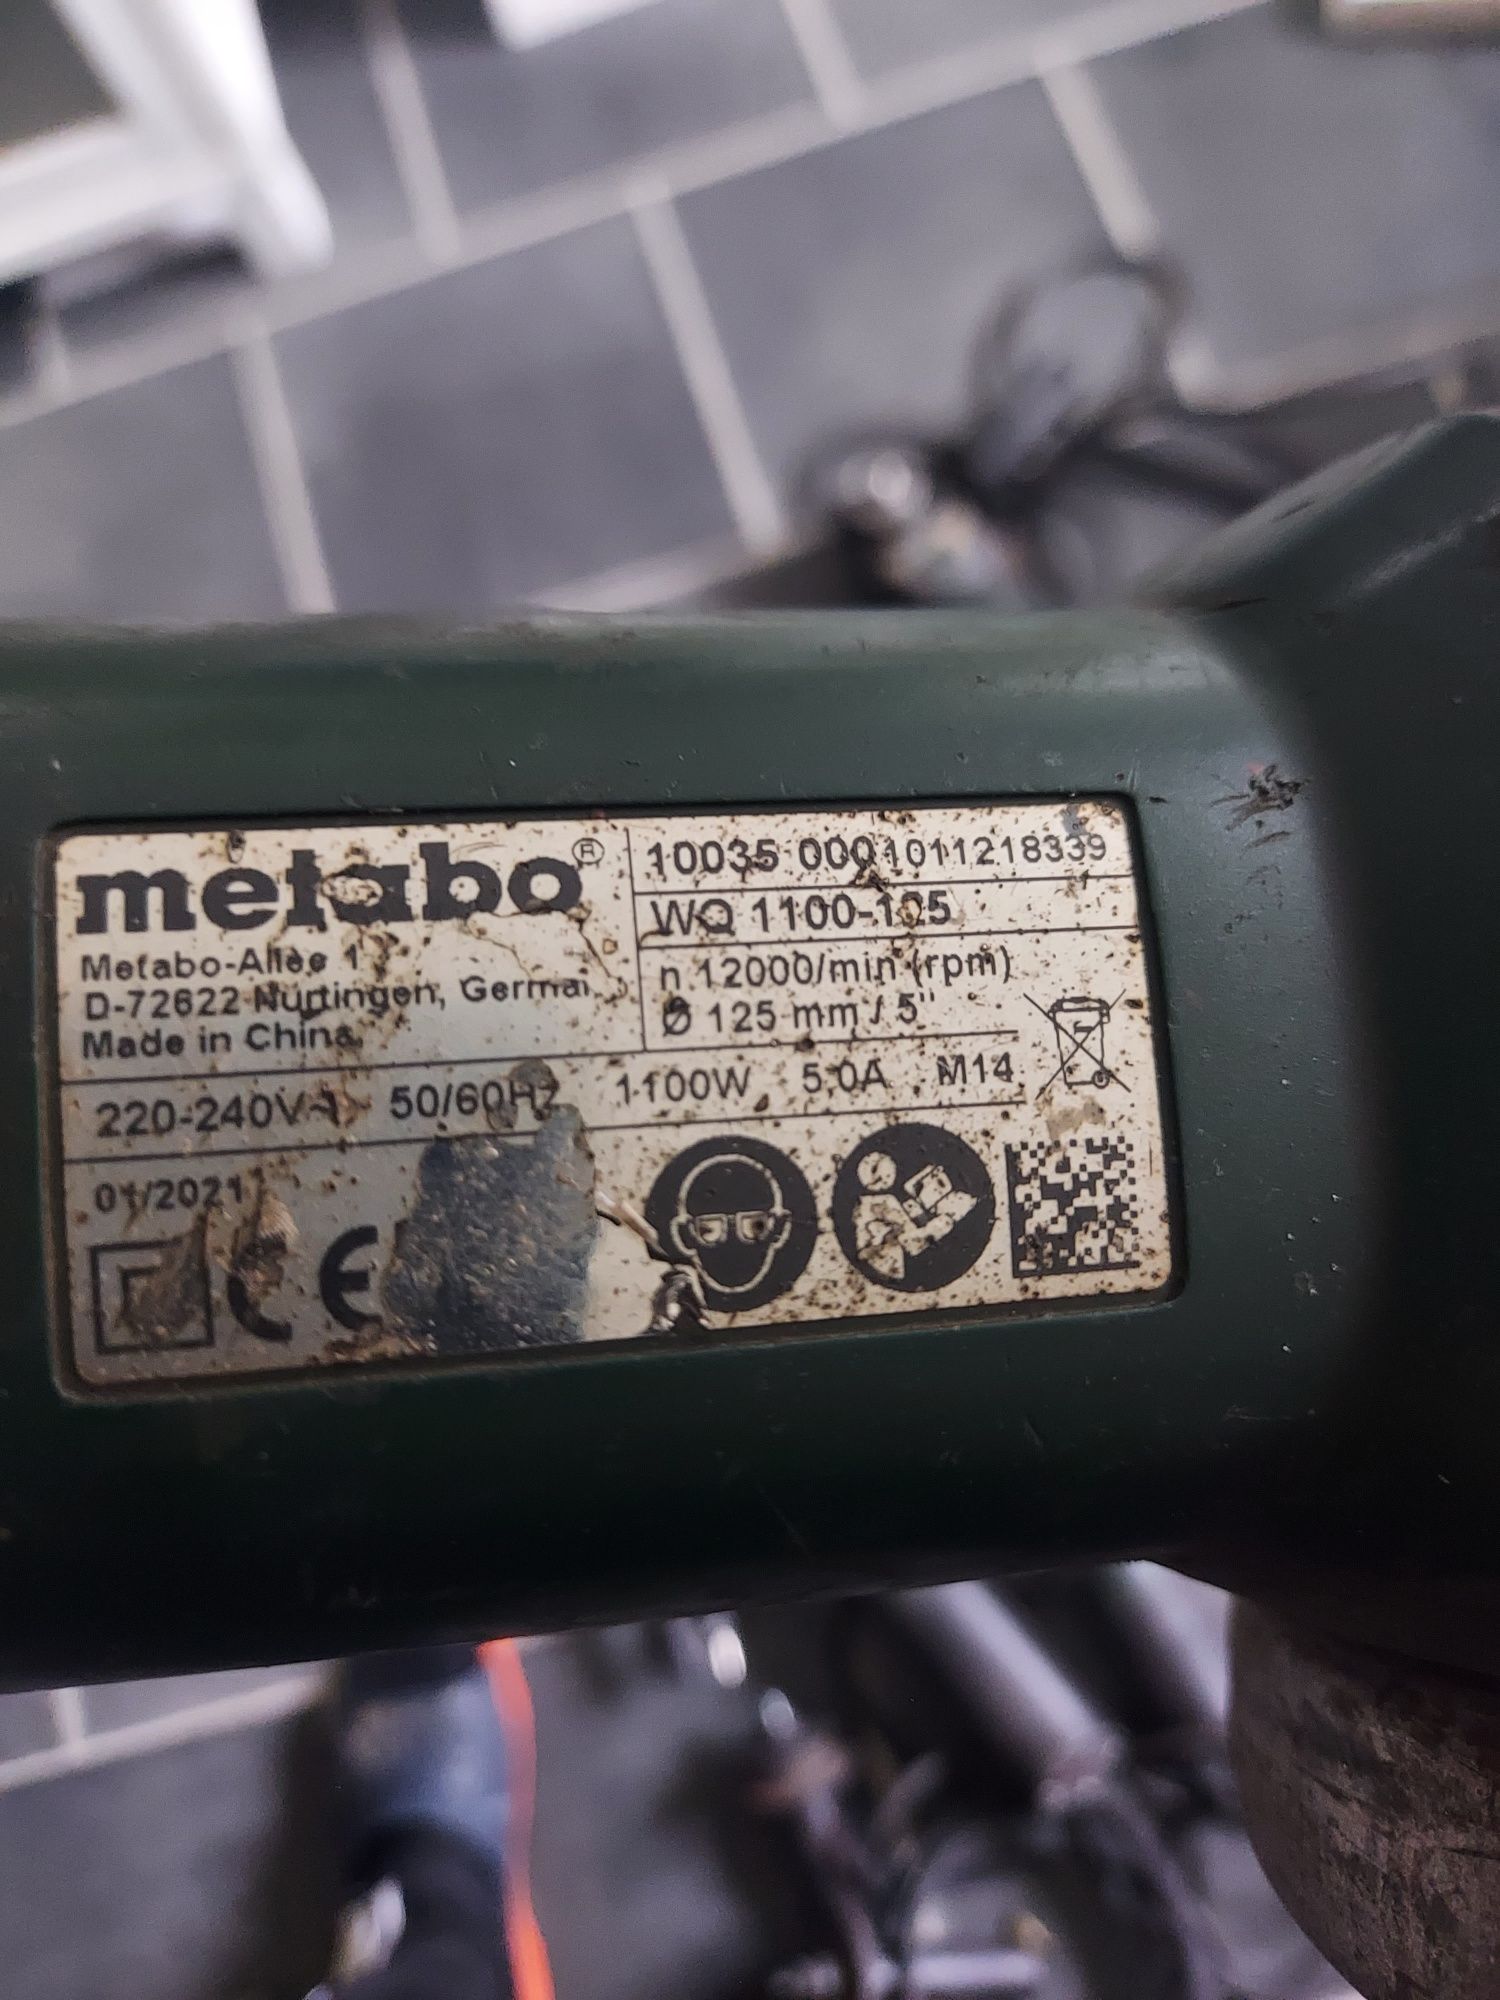 metabo®
Metabo-Allee 1
D-72622 Nürtingen,
Made in China
10035 0001011218339
WQ 1100-125
n 12000/min (rpm)
Ø 125 mm / 5"
220-240V~ 50/60Hz 1100W 5,0A M14
01/2021
CE